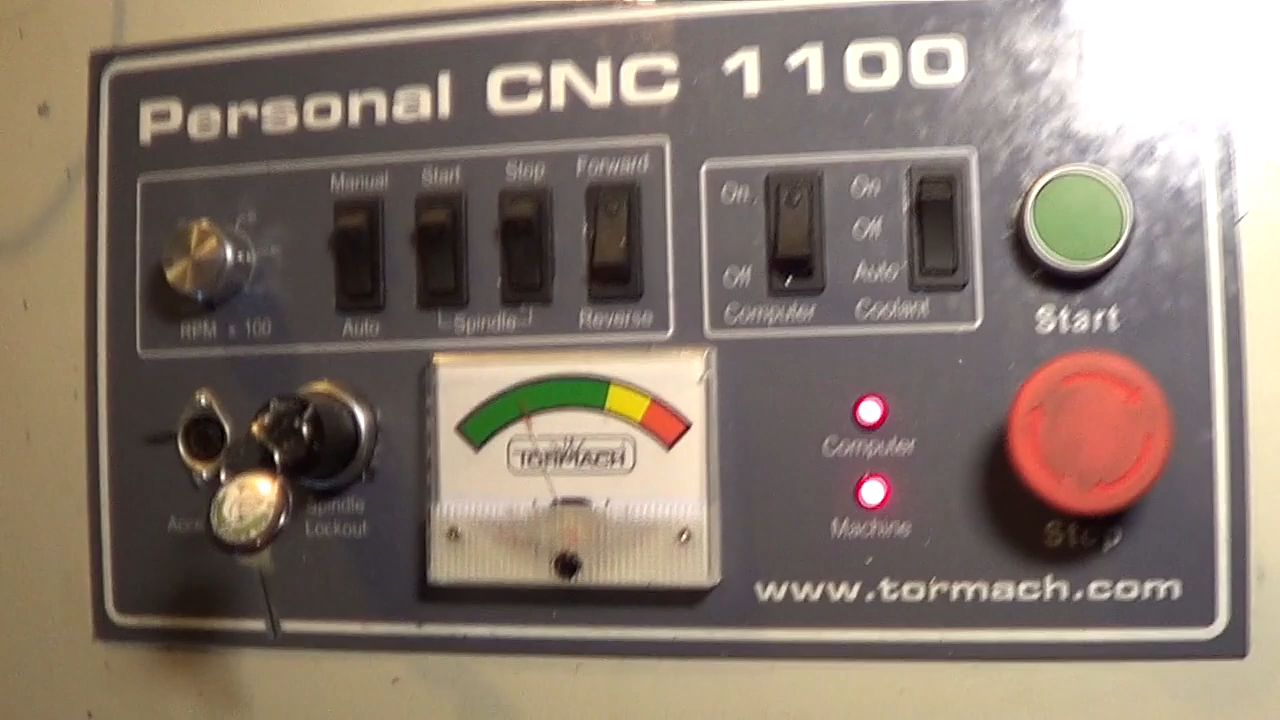 Personal CNC 1100
Manual Start Stop Forward
On
Off
Computer
On
Off
Auto
Coolant
RPM x 100
Auto
Spindle
Reverse
Start
TORMACH
Computer
Machine
Spindle
Lockout
Stop
www.tormach.com